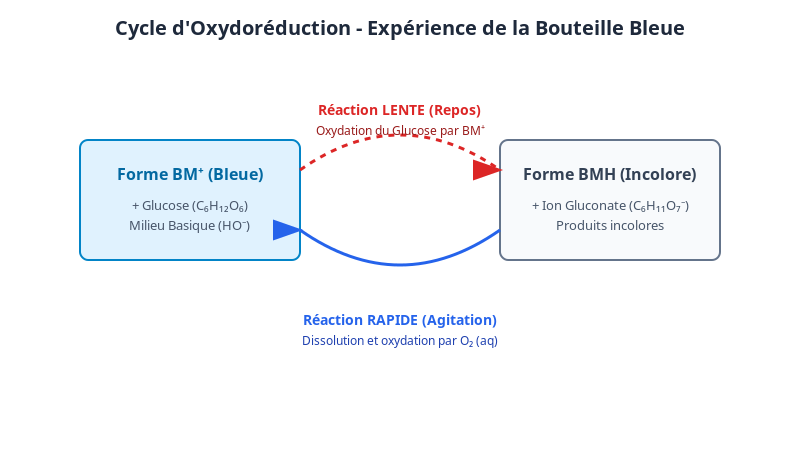 Cycle d'Oxydoréduction - Expérience de la Bouteille Bleue
Réaction LENTE (Repos)
Oxydation du Glucose par BM⁺
Forme BM⁺ (Bleue)
+ Glucose (C₆H₁₂O₆)
Milieu Basique (HO⁻)
Forme BMH (Incolore)
+ Ion Gluconate (C₆H₁₁O₇⁻)
Produits incolores
Réaction RAPIDE (Agitation)
Dissolution et oxydation par O₂ (aq)